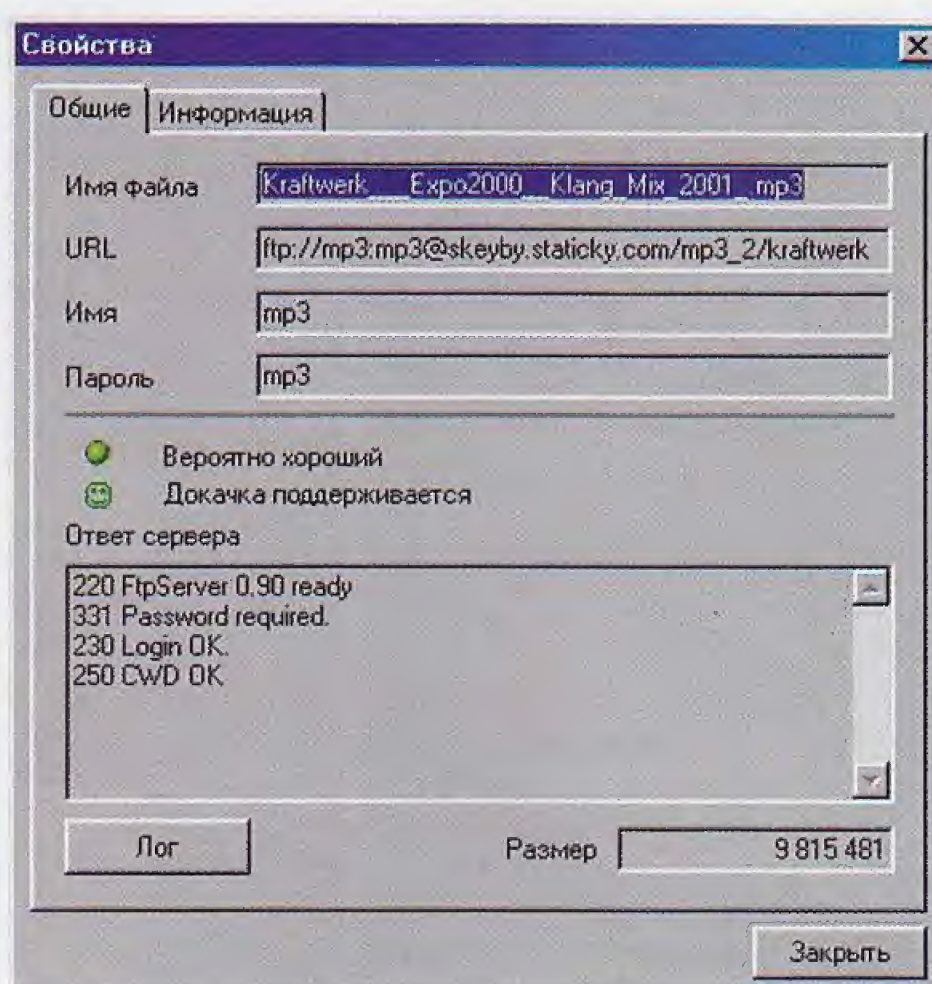 Свойства
Общие Информация
Имя файла Kraftwerk___Expo2000__Klang_Mix_2001_.mp3
URL ftp://mp3:mp3@skeyby.staticky.com/mp3_2/kraftwerk
Имя mp3
Пароль mp3
Вероятно хороший
Докачка поддерживается
Ответ сервера
220 FtpServer 0.90 ready
331 Password required.
230 Login OK.
250 CWD OK
Лог Размер 9 815 481
Закрыть